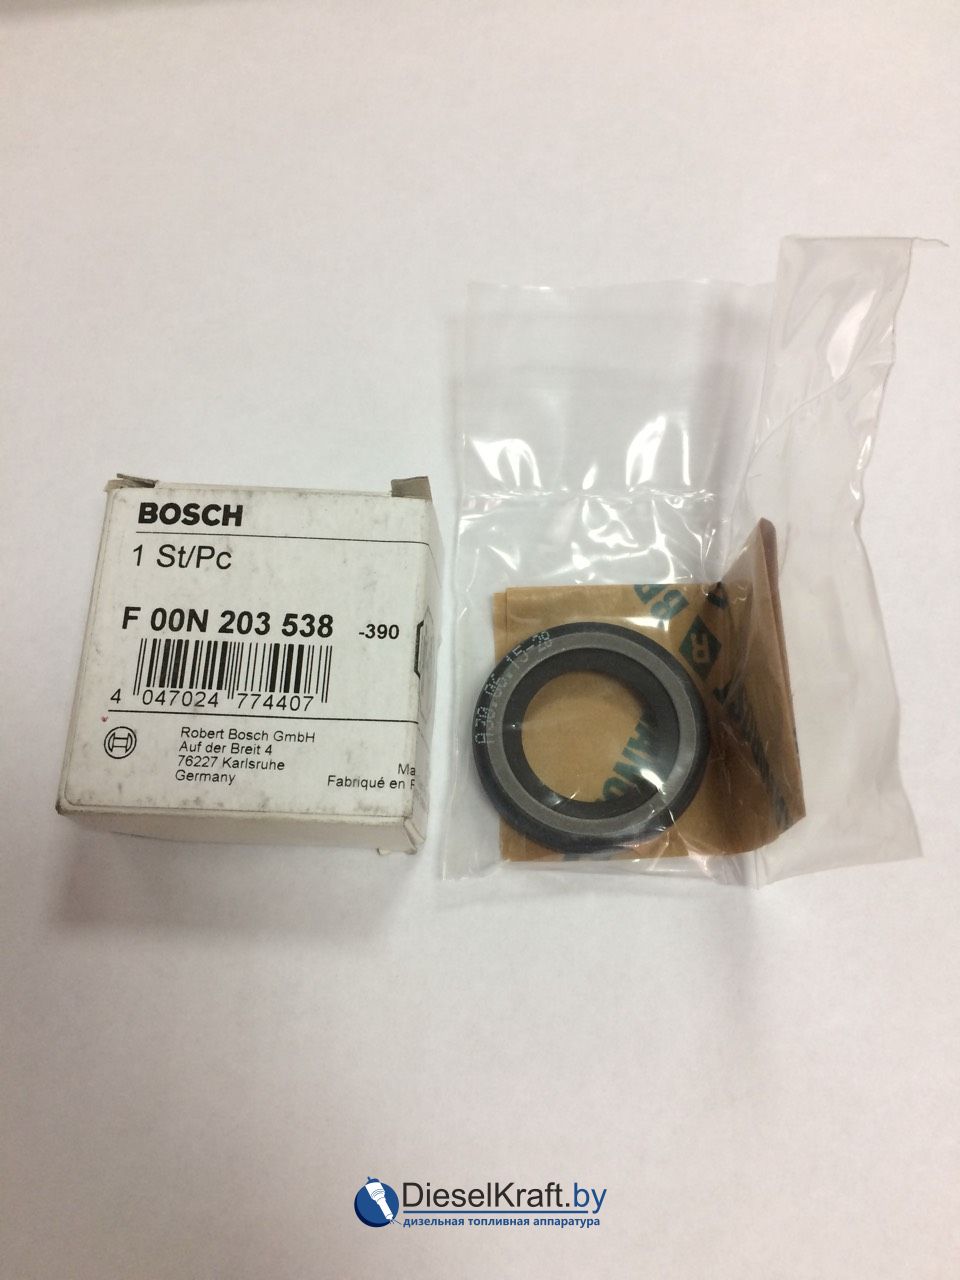 BOSCH
1 St/Pc
F 00N 203 538 -390
4 047024 774407
Robert Bosch GmbH
Auf der Breit 4
76227 Karlsruhe
Germany
Ma
Fabriqué en F
R
DieselKraft.by
дизельная топливная аппаратура